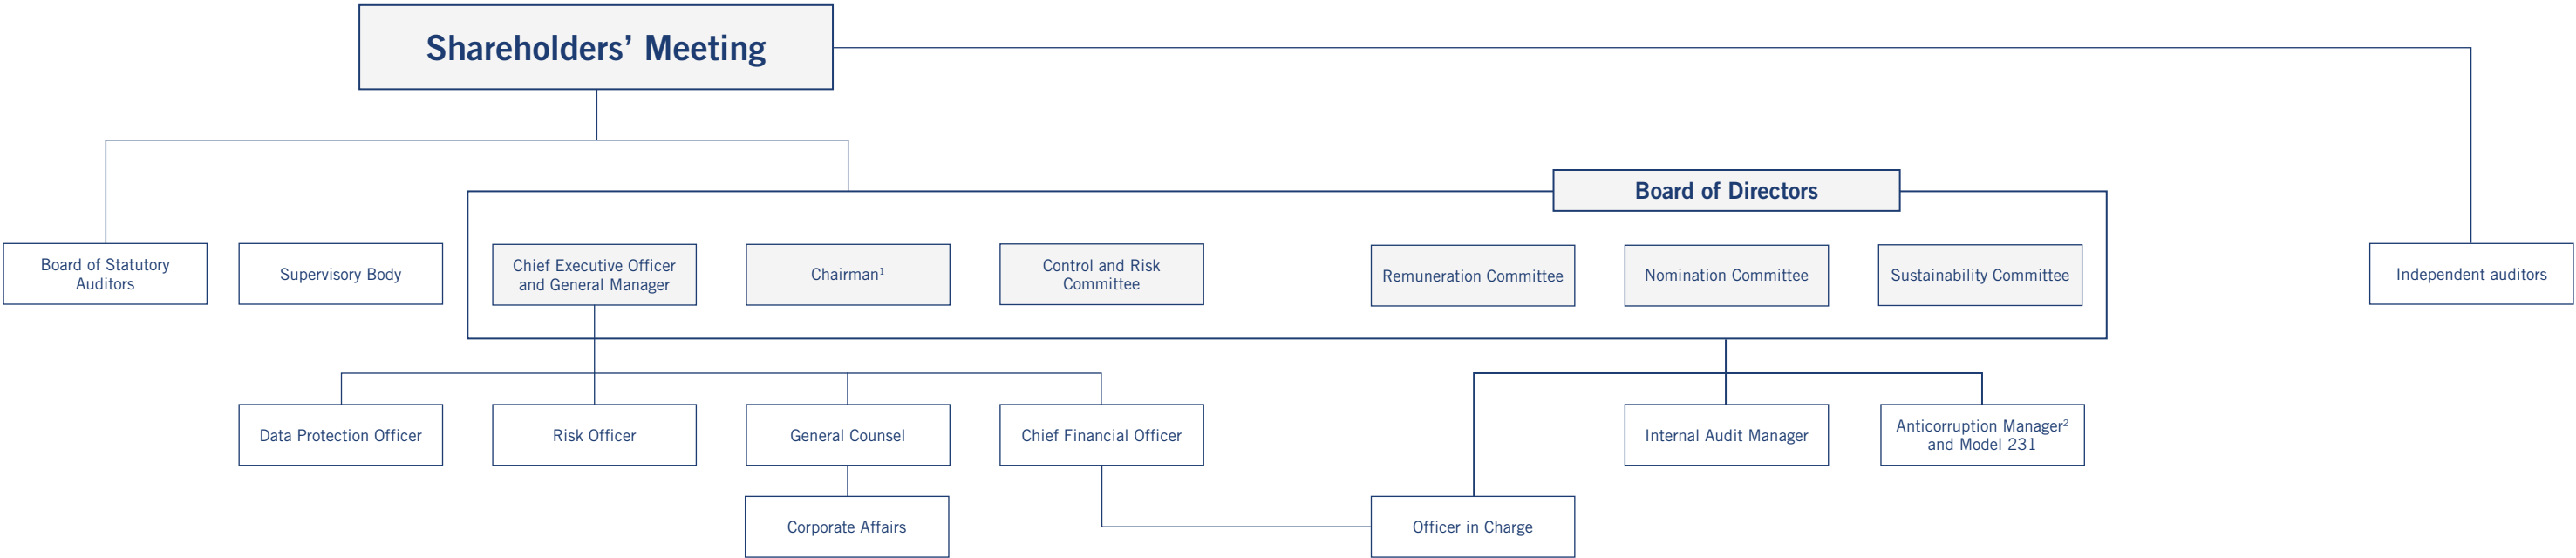 Shareholders’ Meeting
Board of Directors
Board of Statutory
Auditors
Supervisory Body
Chief Executive Officer
and General Manager
Chairman¹
Control and Risk
Committee
Remuneration Committee
Nomination Committee
Sustainability Committee
Independent auditors
Data Protection Officer
Risk Officer
General Counsel
Chief Financial Officer
Internal Audit Manager
Anticorruption Manager²
and Model 231
Corporate Affairs
Officer in Charge